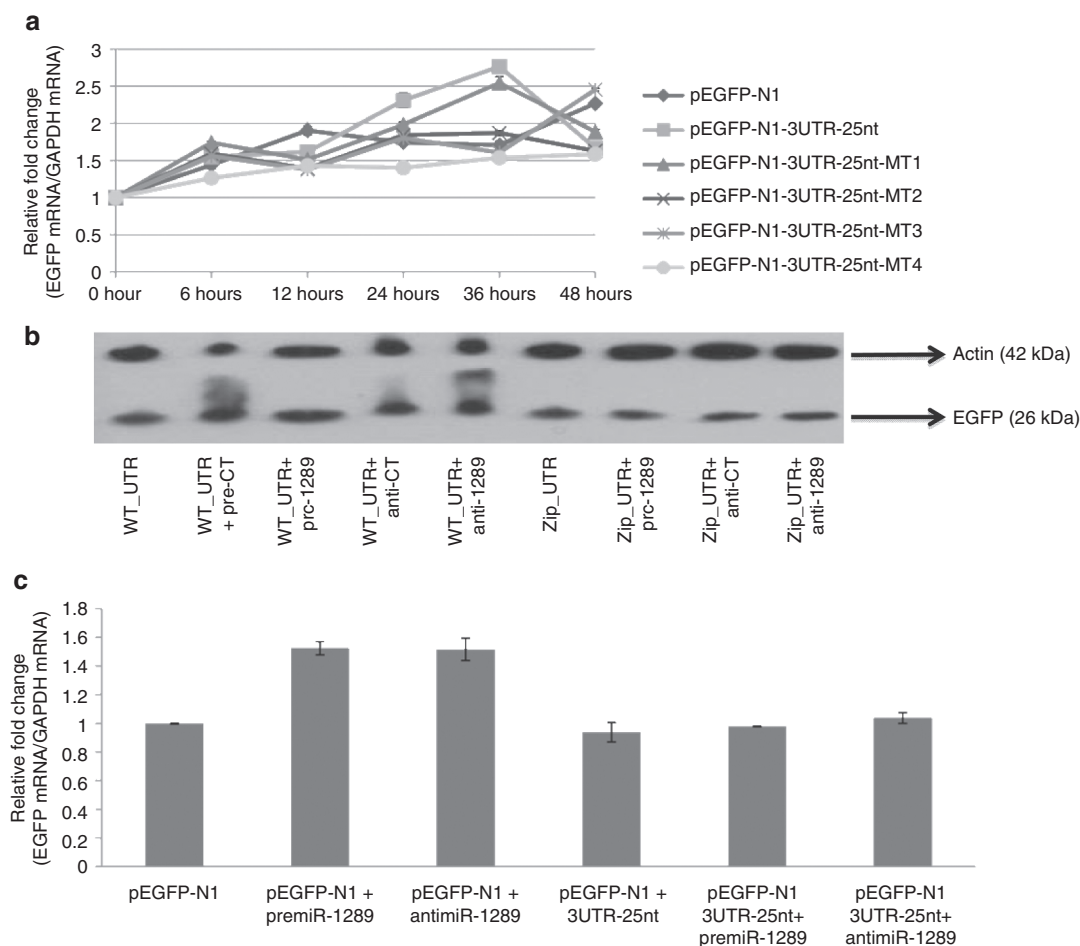 a
Relative fold change
(EGFP mRNA/GAPDH mRNA)
3
2.5
2
1.5
1
0.5
0
0 hour
6 hours
12 hours
24 hours
36 hours
48 hours
pEGFP-N1
pEGFP-N1-3UTR-25nt
pEGFP-N1-3UTR-25nt-MT1
pEGFP-N1-3UTR-25nt-MT2
pEGFP-N1-3UTR-25nt-MT3
pEGFP-N1-3UTR-25nt-MT4
b
Actin (42 kDa)
EGFP (26 kDa)
WT_UTR
WT_UTR
+ pre-CT
WT_UTR+
prc-1289
WT_UTR+
anti-CT
WT_UTR+
anti-1289
Zip_UTR
Zip_UTR+
prc-1289
Zip_UTR+
anti-CT
Zip_UTR+
anti-1289
c
Relative fold change
(EGFP mRNA/GAPDH mRNA)
1.8
1.6
1.4
1.2
1
0.8
0.6
0.4
0.2
0
pEGFP-N1
pEGFP-N1 +
premiR-1289
pEGFP-N1 +
antimiR-1289
pEGFP-N1 +
3UTR-25nt
pEGFP-N1
3UTR-25nt+
premiR-1289
pEGFP-N1
3UTR-25nt+
antimiR-1289